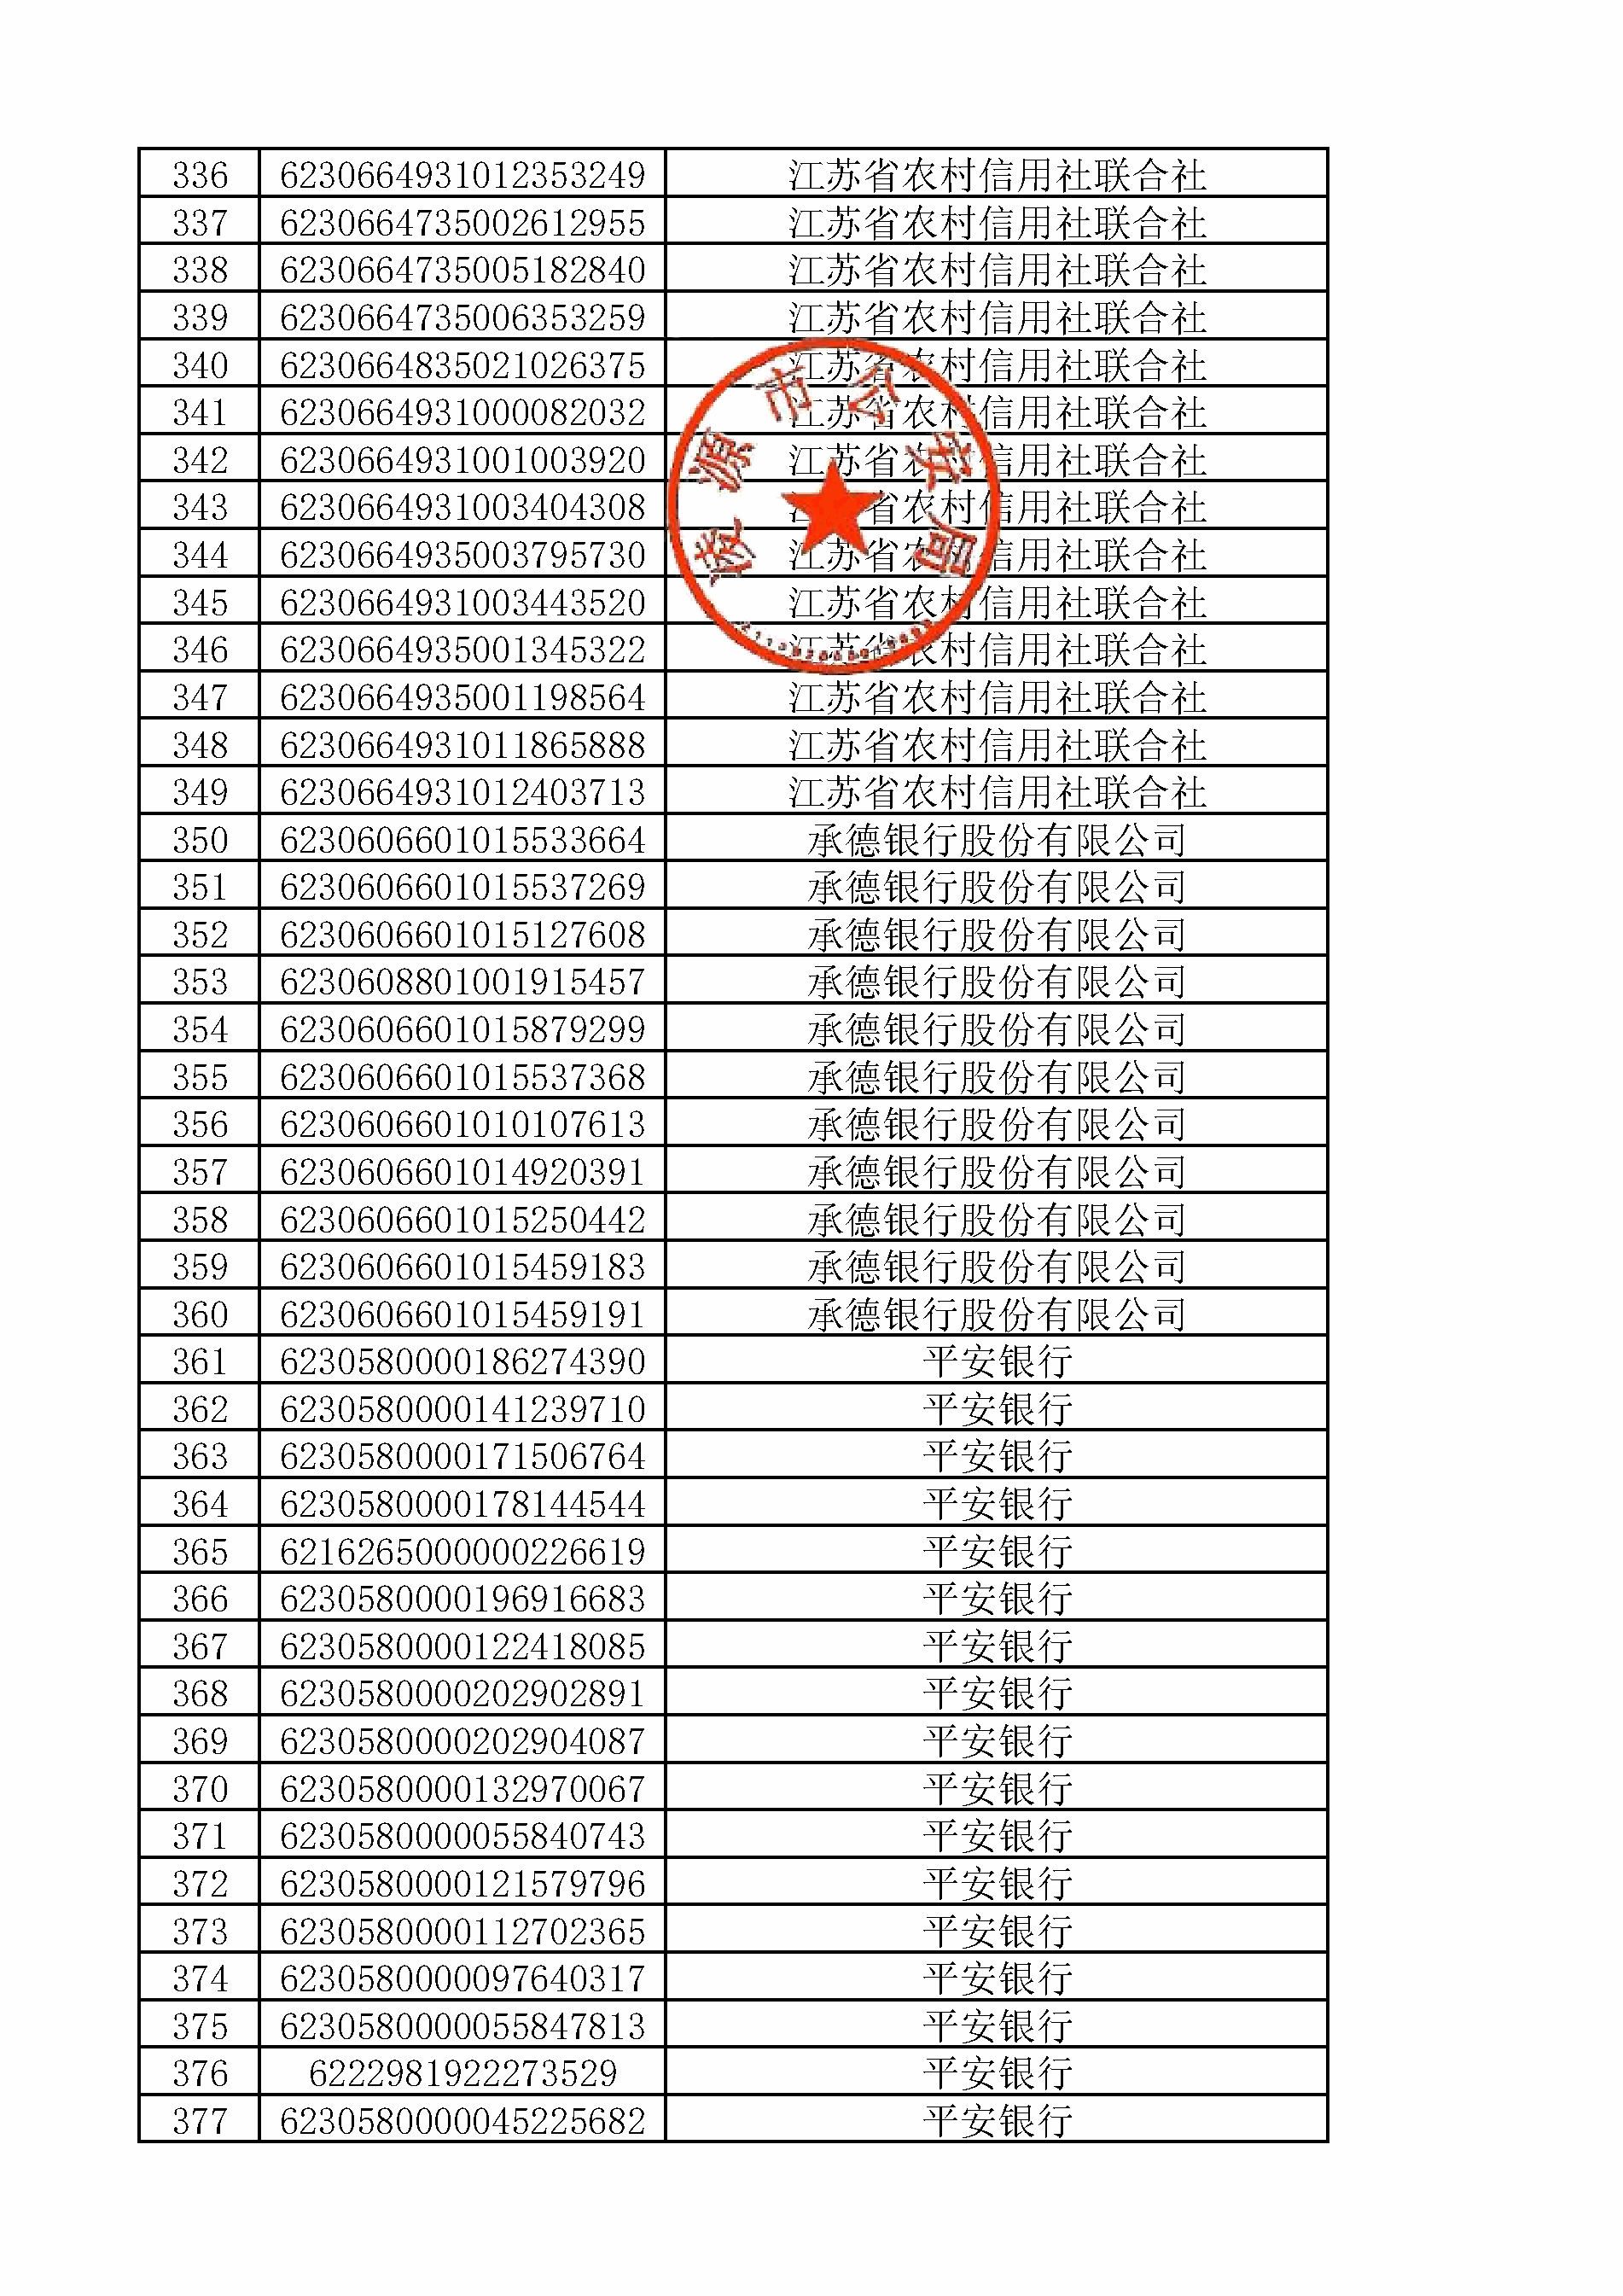 336 6230664931012353249 江苏省农村信用社联合社
337 6230664735002612955 江苏省农村信用社联合社
338 6230664735005182840 江苏省农村信用社联合社
339 6230664735006353259 江苏省农村信用社联合社
340 6230664835021026375 江苏省农村信用社联合社
341 6230664931000082032 江苏省农村信用社联合社
342 6230664931001003920 江苏省农村信用社联合社
343 6230664931003404308 江苏省农村信用社联合社
344 6230664935003795730 江苏省农村信用社联合社
345 6230664931003443520 江苏省农村信用社联合社
346 6230664935001345322 江苏省农村信用社联合社
347 6230664935001198564 江苏省农村信用社联合社
348 6230664931011865888 江苏省农村信用社联合社
349 6230664931012403713 江苏省农村信用社联合社
350 6230606601015533664 承德银行股份有限公司
351 6230606601015537269 承德银行股份有限公司
352 6230606601015127608 承德银行股份有限公司
353 6230608801001915457 承德银行股份有限公司
354 6230606601015879299 承德银行股份有限公司
355 6230606601015537368 承德银行股份有限公司
356 6230606601010107613 承德银行股份有限公司
357 6230606601014920391 承德银行股份有限公司
358 6230606601015250442 承德银行股份有限公司
359 6230606601015459183 承德银行股份有限公司
360 6230606601015459191 承德银行股份有限公司
361 6230580000186274390 平安银行
362 6230580000141239710 平安银行
363 6230580000171506764 平安银行
364 6230580000178144544 平安银行
365 6216265000000226619 平安银行
366 6230580000196916683 平安银行
367 6230580000122418085 平安银行
368 6230580000202902891 平安银行
369 6230580000202904087 平安银行
370 6230580000132970067 平安银行
371 6230580000055840743 平安银行
372 6230580000121579796 平安银行
373 6230580000112702365 平安银行
374 6230580000097640317 平安银行
375 6230580000055847813 平安银行
376 6222981922273529 平安银行
377 6230580000045225682 平安银行
凌源市公安局